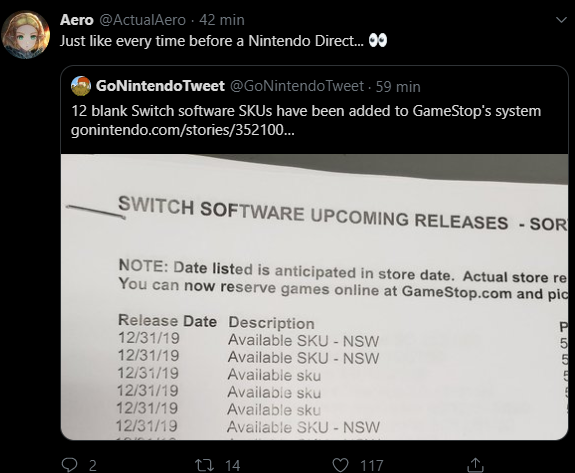 Aero @ActualAero · 42 min
Just like every time before a Nintendo Direct... 👀
GoNintendoTweet @GoNintendoTweet · 59 min
12 blank Switch software SKUs have been added to GameStop's system
gonintendo.com/stories/352100...
SWITCH SOFTWARE UPCOMING RELEASES - SOR
NOTE: Date listed is anticipated in store date. Actual store re
You can now reserve games online at GameStop.com and pic
Release Date Description P
12/31/19 Available SKU - NSW 5
12/31/19 Available SKU - NSW 5
12/31/19 Available sku
12/31/19 Available sku
12/31/19 Available sku
12/31/19 Available SKU - NSW
2 14 117